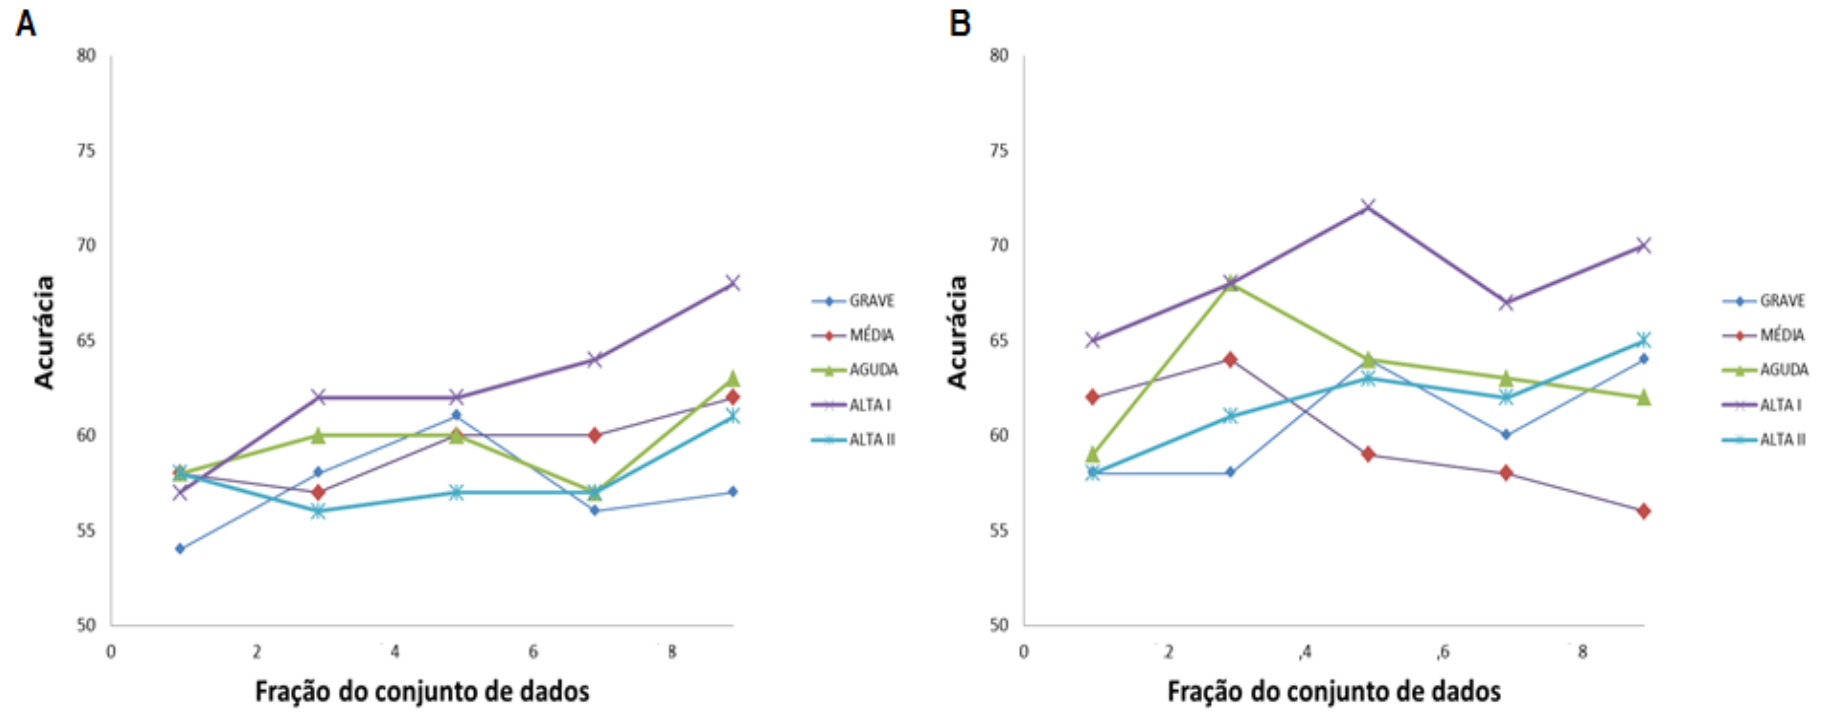 A
80
75
70
65
60
55
50
0 2 4 6 8
Acurácia
Fração do conjunto de dados
GRAVE
MÉDIA
AGUDA
ALTA I
ALTA II
B
80
75
70
65
60
55
50
0 2 ,4 ,6 8
Acurácia
Fração do conjunto de dados
GRAVE
MÉDIA
AGUDA
ALTA I
ALTA II